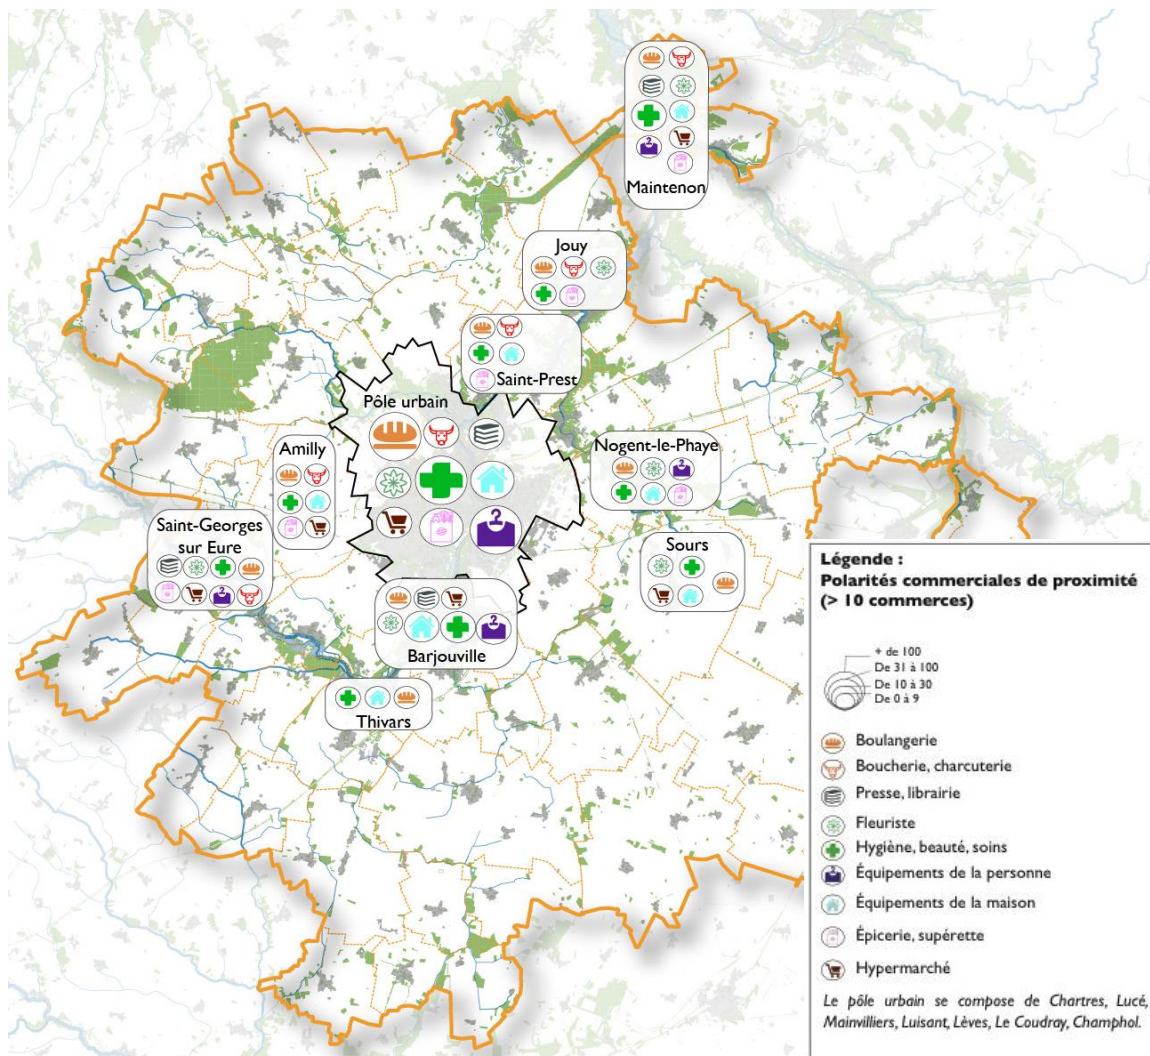 Maintenon
Jouy
Saint-Prest
Pôle urbain
Amilly
Nogent-le-Phaye
Saint-Georges
sur Eure
Sours
Barjouville
Thivars
Légende :
Polarités commerciales de proximité
(> 10 commerces)
+ de 100
De 31 à 100
De 10 à 30
De 0 à 9
Boulangerie
Boucherie, charcuterie
Presse, librairie
Fleuriste
Hygiène, beauté, soins
Équipements de la personne
Équipements de la maison
Épicerie, supérette
Hypermarché
Le pôle urbain se compose de Chartres, Lucé,
Mainvilliers, Luisant, Lèves, Le Coudray, Champhol.